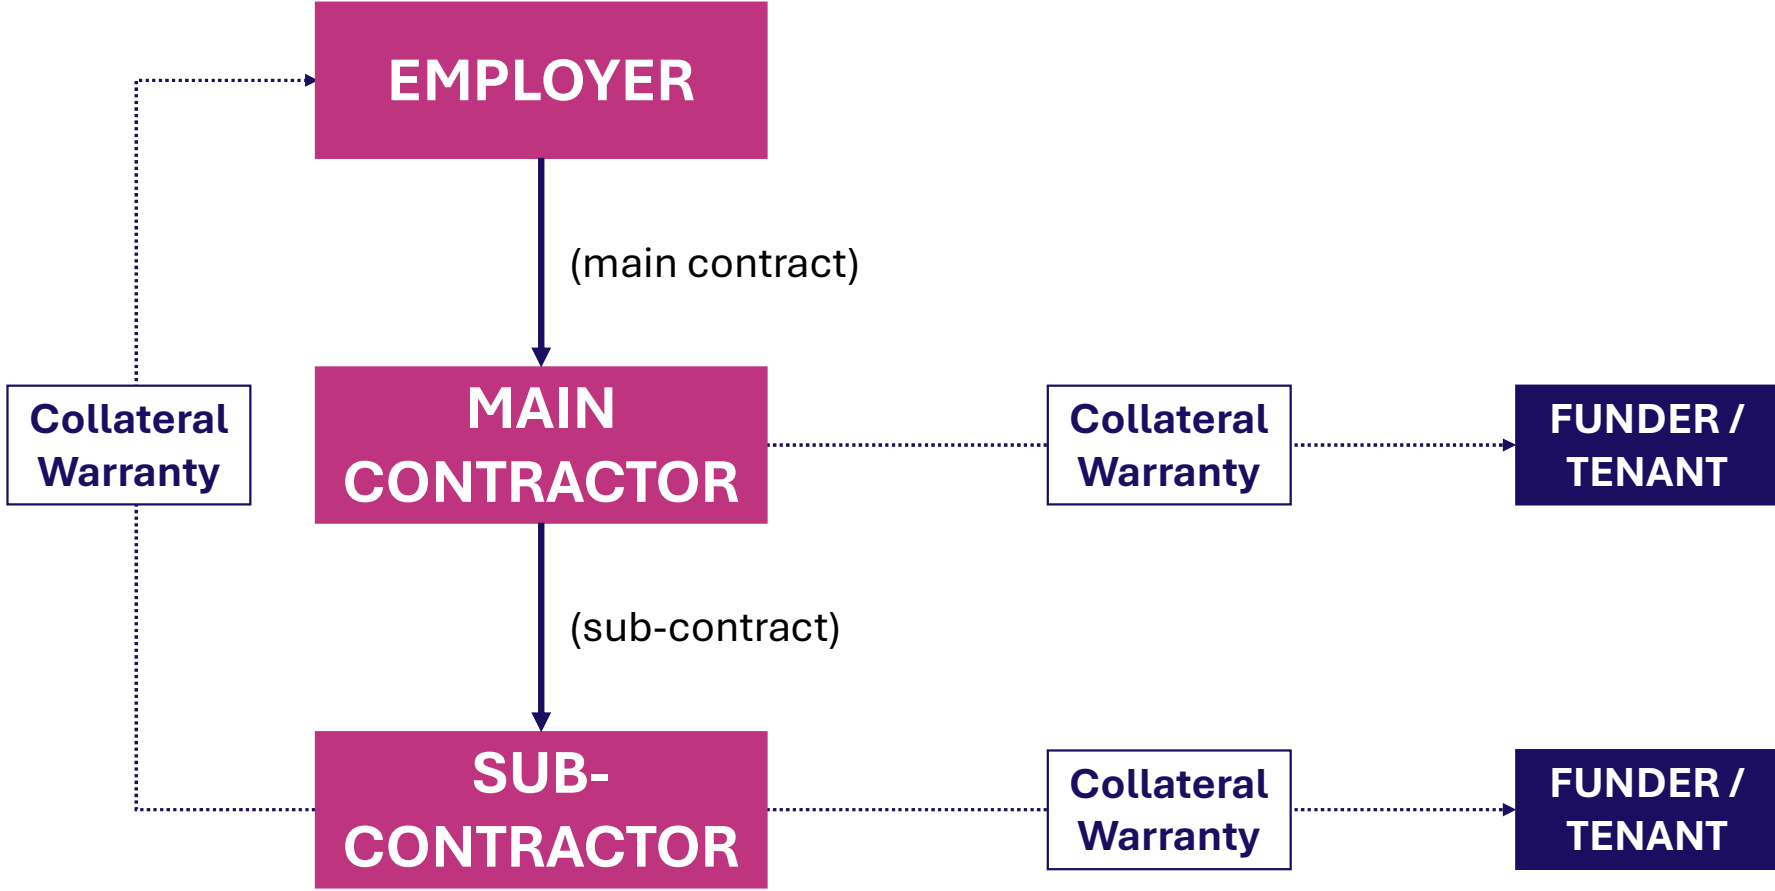 EMPLOYER
(main contract)
Collateral
Warranty
MAIN
CONTRACTOR
Collateral
Warranty
FUNDER /
TENANT
(sub-contract)
SUB-
CONTRACTOR
Collateral
Warranty
FUNDER /
TENANT